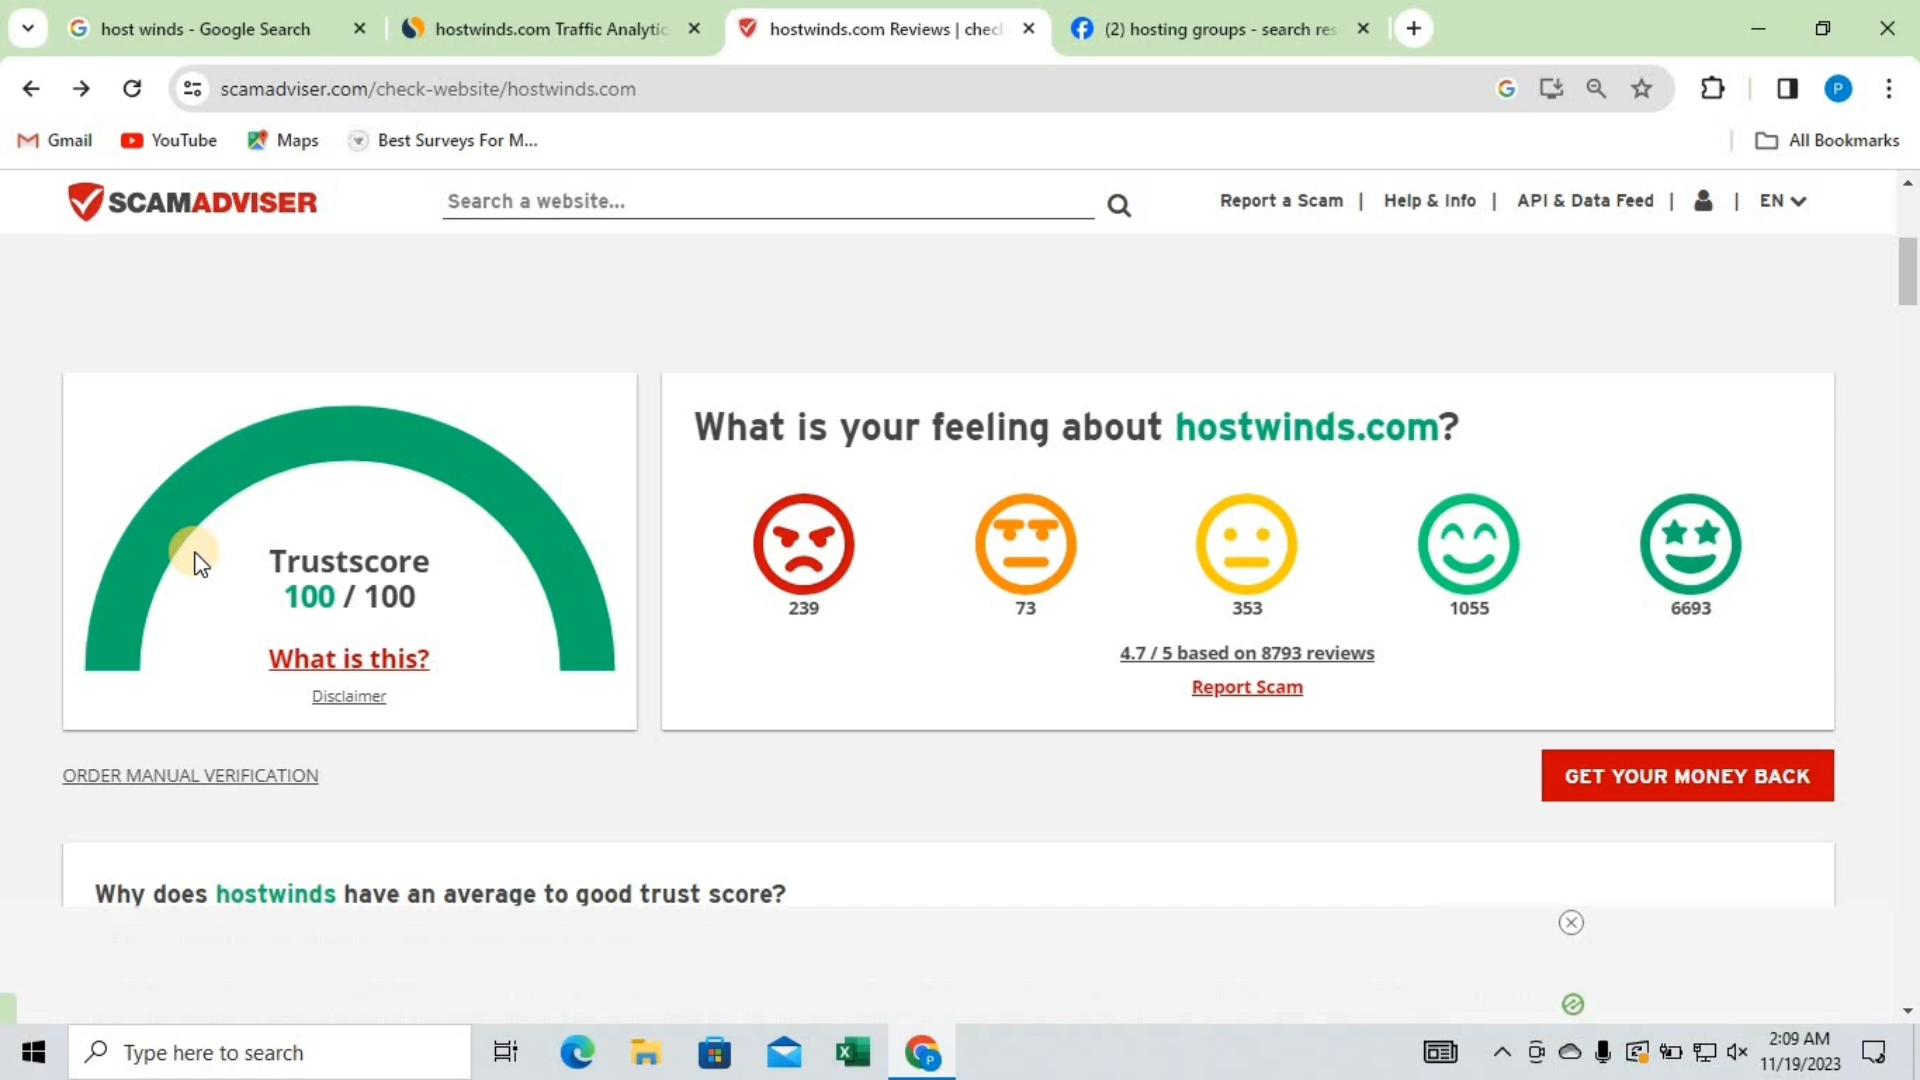 host winds - Google Search
hostwinds.com Traffic Analytic
hostwinds.com Reviews | chec
(2) hosting groups - search res
scamadviser.com/check-website/hostwinds.com
P
Gmail
YouTube
Maps
Best Surveys For M...
All Bookmarks
SCAMADVISER
Search a website...
Report a Scam |
Help & Info |
API & Data Feed |
|
EN
Trustscore
100 / 100
What is this?
Disclaimer
What is your feeling about hostwinds.com?
239
73
353
1055
6693
4.7 / 5 based on 8793 reviews
Report Scam
ORDER MANUAL VERIFICATION
GET YOUR MONEY BACK
Why does hostwinds have an average to good trust score?
Type here to search
2:09 AM
11/19/2023